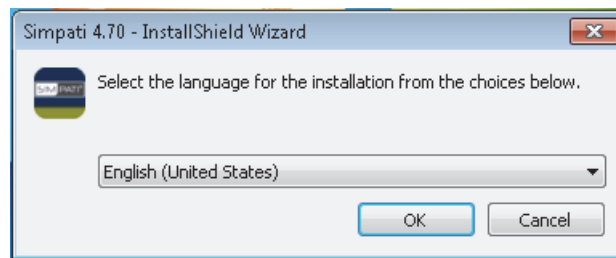 Simpati 4.70 - InstallShield Wizard
Select the language for the installation from the choices below.
SIMPATI
English (United States)
OK
Cancel